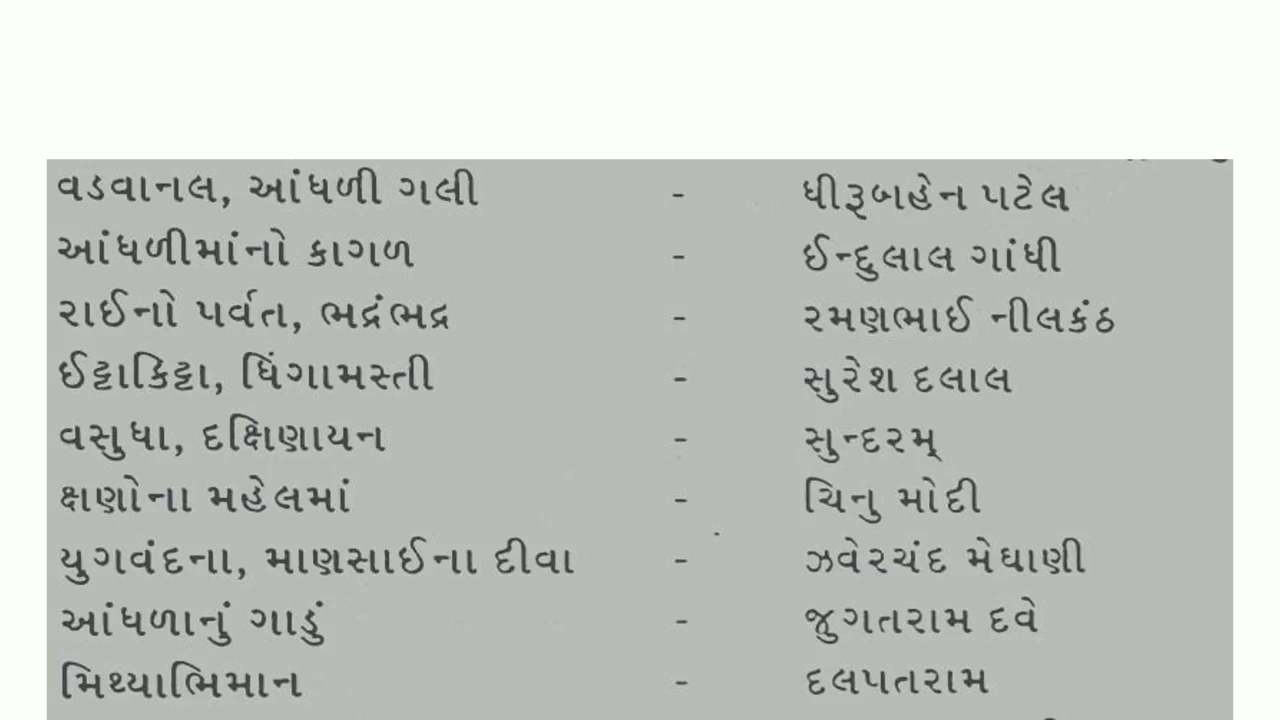 વડવાનલ, આંધળી ગલી - ધીરૂબહેન પટેલ
આંધળીમાંનો કાગળ - ઈન્દુલાલ ગાંધી
રાઈનો પર્વત, ભદ્રંભદ્ર - રમણભાઈ નીલકંઠ
ઈટ્ટાકિટ્ટા, ધિંગામસ્તી - સુરેશ દલાલ
વસુધા, દક્ષિણાયન - સુન્દરમ્
ક્ષણોના મહેલમાં - ચિનુ મોદી
યુગવંદના, માણસાઈના દીવા - ઝવેરચંદ મેઘાણી
આંધળાનું ગાડું - જુગતરામ દવે
મિથ્યાભિમાન - દલપતરામ